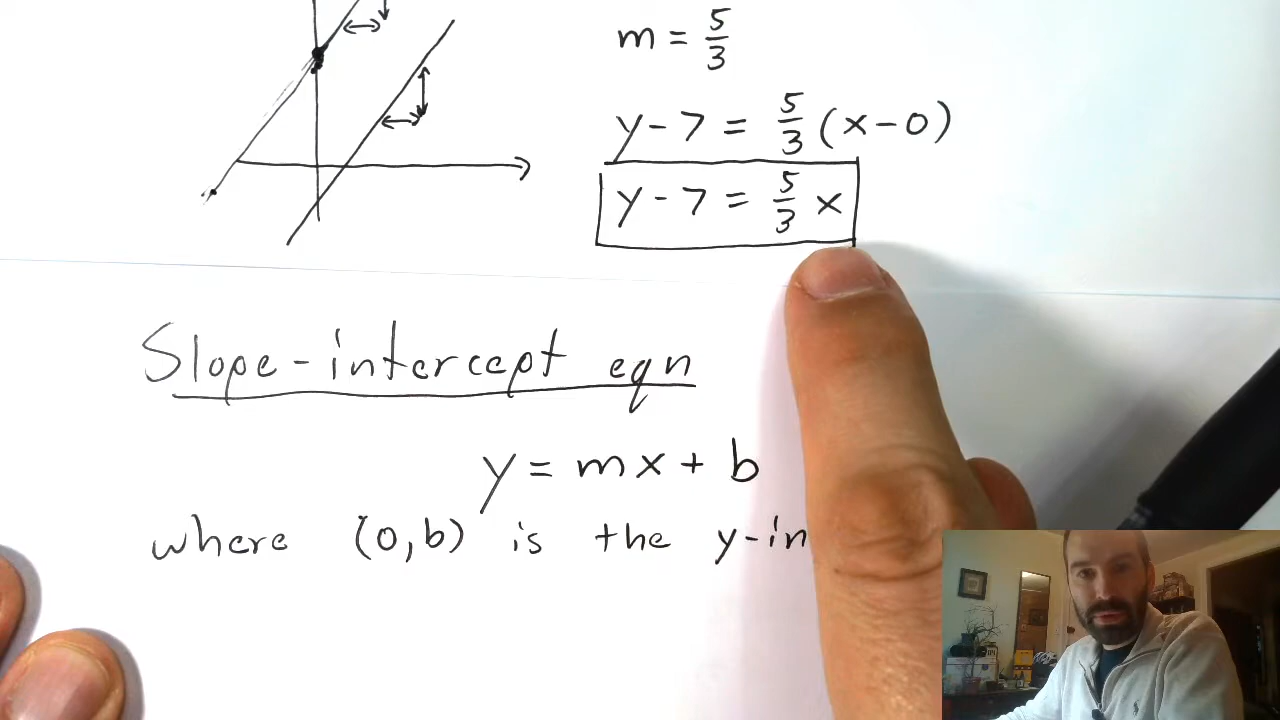 m = 5/3
y - 7 = 5/3 (x - 0)
y - 7 = 5/3 x
Slope-intercept eqn
y = mx + b
where (0,b) is the y-in